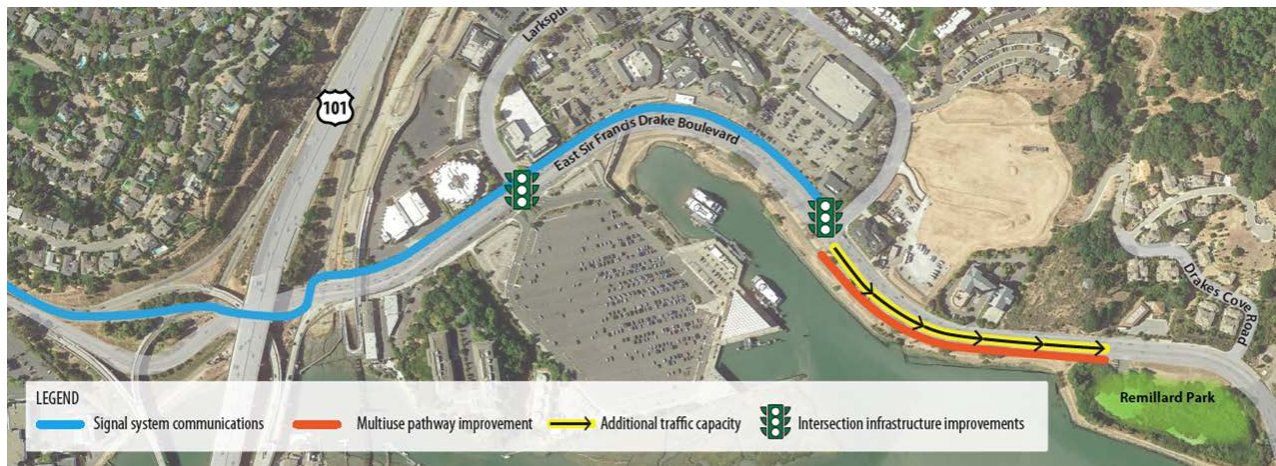 Larkspur
101
East Sir Francis Drake Boulevard
Drakes Cove
Road
Remillard Park
LEGEND
Signal system communications
Multiuse pathway improvement
Additional traffic capacity
Intersection infrastructure improvements